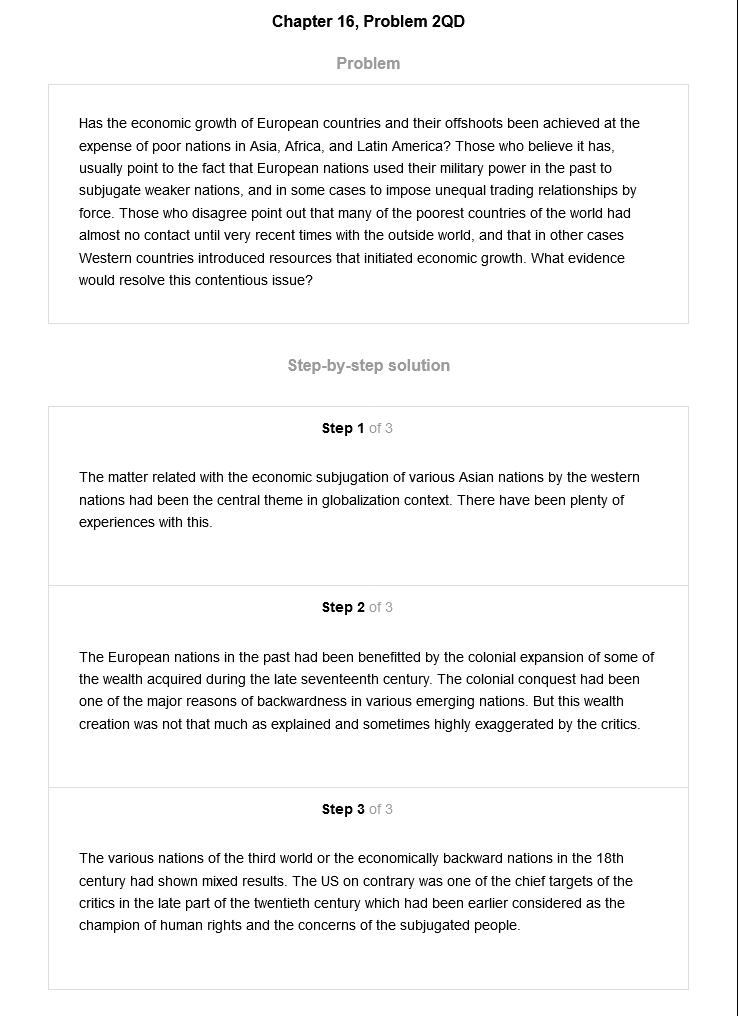 Chapter 16, Problem 2QD
Problem
Has the economic growth of European countries and their offshoots been achieved at the
expense of poor nations in Asia, Africa, and Latin America? Those who believe it has,
usually point to the fact that European nations used their military power in the past to
subjugate weaker nations, and in some cases to impose unequal trading relationships by
force. Those who disagree point out that many of the poorest countries of the world had
almost no contact until very recent times with the outside world, and that in other cases
Western countries introduced resources that initiated economic growth. What evidence
would resolve this contentious issue?
Step-by-step solution
Step 1 of 3
The matter related with the economic subjugation of various Asian nations by the western
nations had been the central theme in globalization context. There have been plenty of
experiences with this.
Step 2 of 3
The European nations in the past had been benefitted by the colonial expansion of some of
the wealth acquired during the late seventeenth century. The colonial conquest had been
one of the major reasons of backwardness in various emerging nations. But this wealth
creation was not that much as explained and sometimes highly exaggerated by the critics.
Step 3 of 3
The various nations of the third world or the economically backward nations in the 18th
century had shown mixed results. The US on contrary was one of the chief targets of the
critics in the late part of the twentieth century which had been earlier considered as the
champion of human rights and the concerns of the subjugated people.